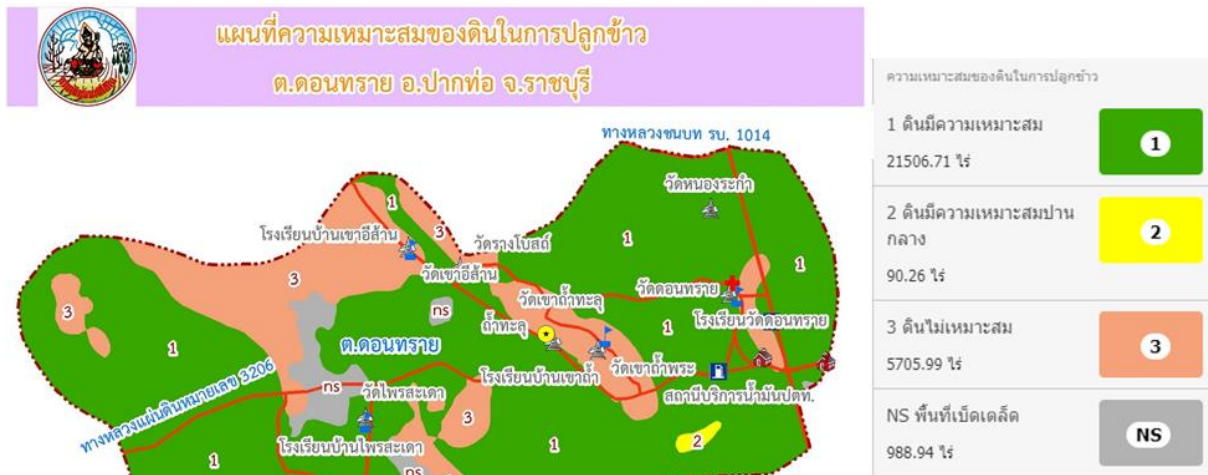 แผนที่ความเหมาะสมของดินในการปลูกข้าว
ต.ดอนทราย อ.ปากท่อ จ.ราชบุรี
ทางหลวงชนบท รบ. 1014
วัดหนองระกำ
1
โรงเรียนบ้านเขาอีส้าน
3
วัดรางโบสถ์
1
1
3
วัดเขาอีส้าน
วัดเขาถ้ำทะลุ
วัดดอนทราย
3
ns
ถ้ำทะลุ
1
โรงเรียนวัดดอนทราย
1
ต.ดอนทราย
โรงเรียนบ้านเขาถ้ำ
วัดเขาถ้ำพระ
สถานีบริการน้ำมันปตท.
ทางหลวงแผ่นดินหมายเลข 3206
ns
วัดไพรสะเดา
3
โรงเรียนบ้านไพรสะเดา
1
1
2
ns
ความเหมาะสมของดินในการปลูกข้าว
1 ดินมีความเหมาะสม
21506.71 ไร่
1
2 ดินมีความเหมาะสมปาน
กลาง
90.26 ไร่
2
3 ดินไม่เหมาะสม
5705.99 ไร่
3
NS พื้นที่เบ็ดเตล็ด
988.94 ไร่
NS